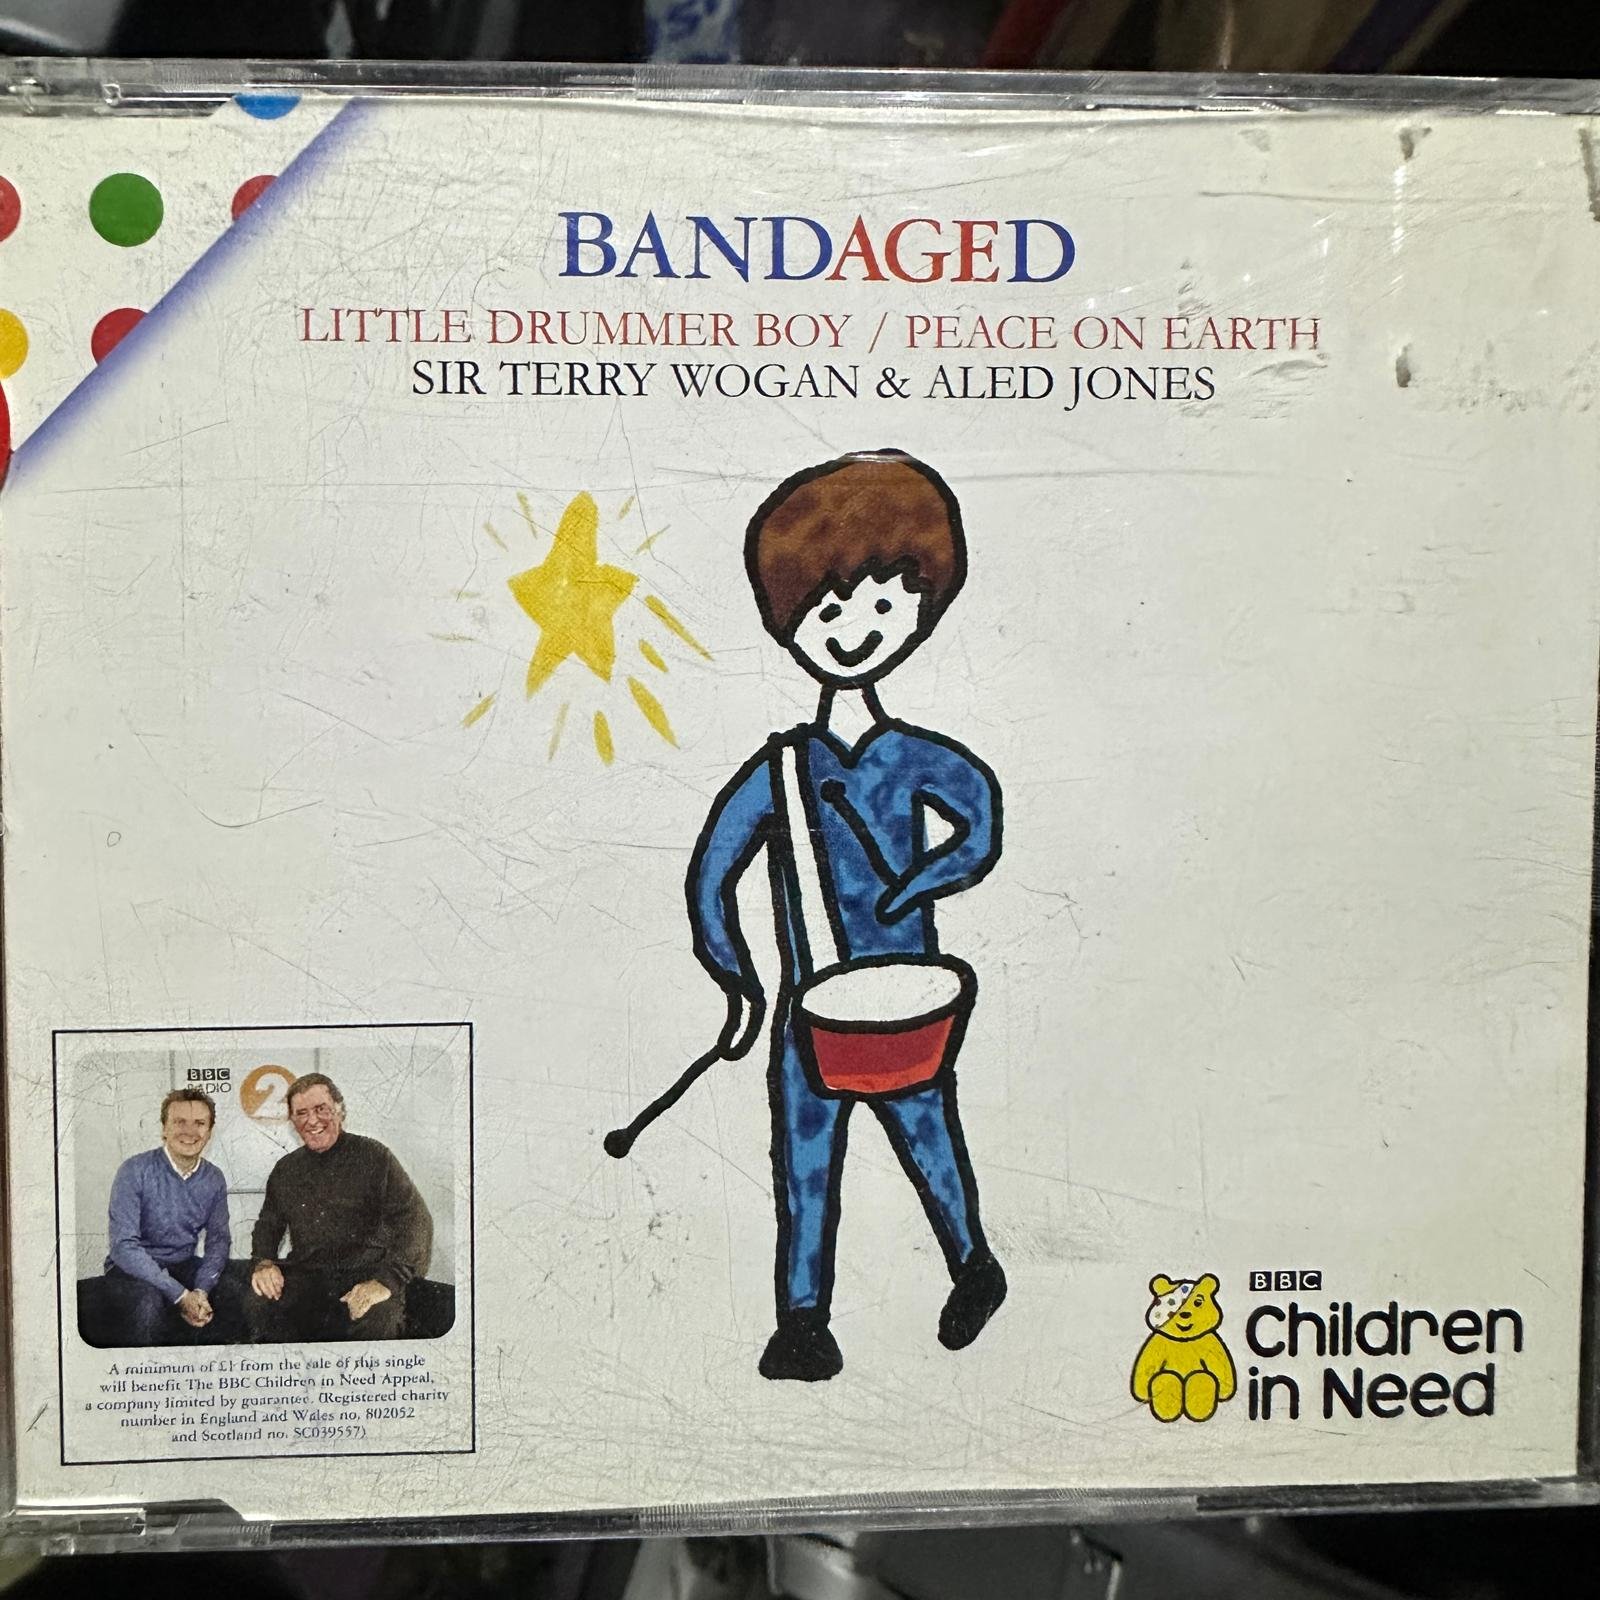 BANDAGED
LITTLE DRUMMER BOY / PEACE ON EARTH
SIR TERRY WOGAN & ALED JONES
BBC
RADIO
2
A minimum of £1 from the sale of this single
will benefit The BBC Children in Need Appeal,
a company limited by guarantee. (Registered charity
number in England and Wales no. 802052
and Scotland no. SC039557)
BBC
Children
in Need